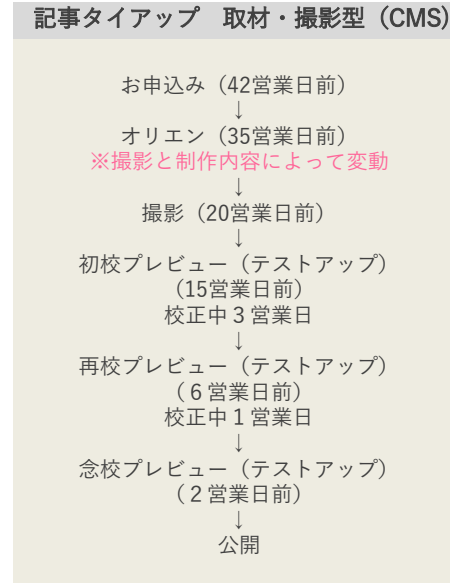 記事タイアップ　取材・撮影型（CMS)
お申込み（42営業日前）
↓
オリエン（35営業日前）
※撮影と制作内容によって変動
↓
撮影（20営業日前）
↓
初校プレビュー（テストアップ）
（15営業日前）
校正中３営業日
↓
再校プレビュー（テストアップ）
（６営業日前）
校正中１営業日
↓
念校プレビュー（テストアップ）
（２営業日前）
↓
公開